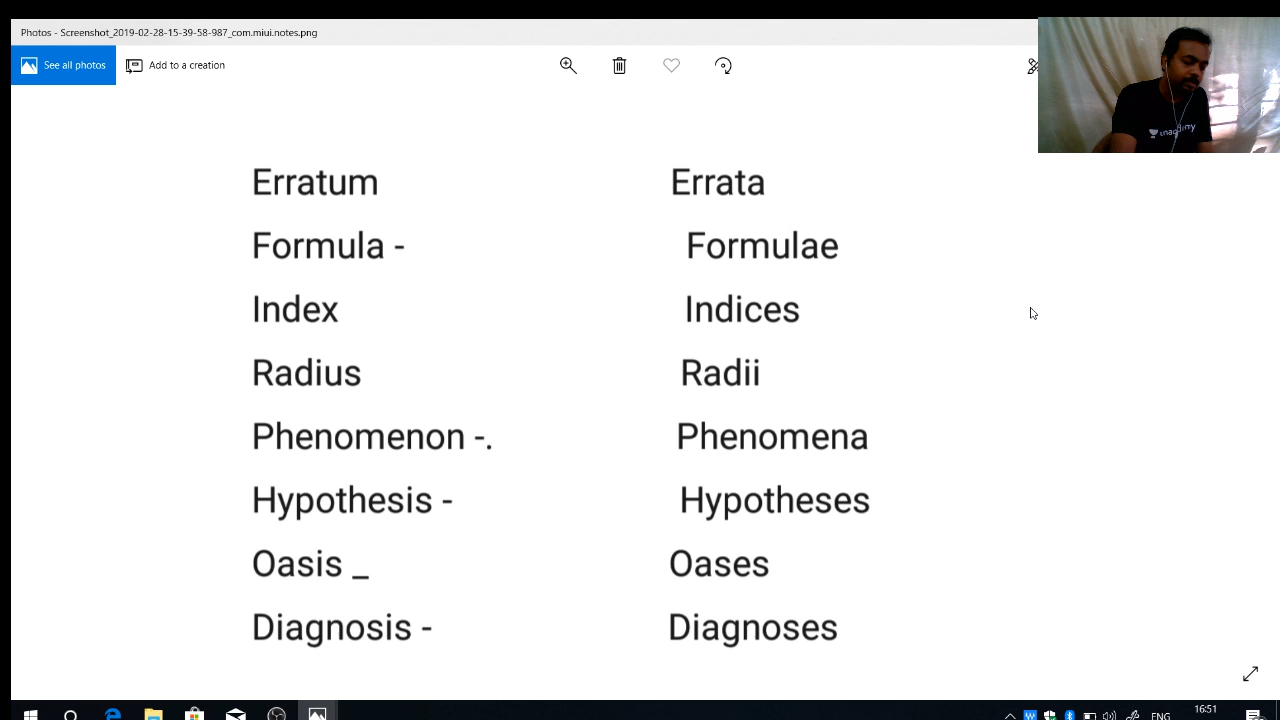 Photos - Screenshot_2019-02-28-15-39-58-987_com.miui.notes.png
See all photos Add to a creation
unacademy
Erratum Errata
Formula - Formulae
Index Indices
Radius Radii
Phenomenon -. Phenomena
Hypothesis - Hypotheses
Oasis _ Oases
Diagnosis - Diagnoses
16:51
ENG